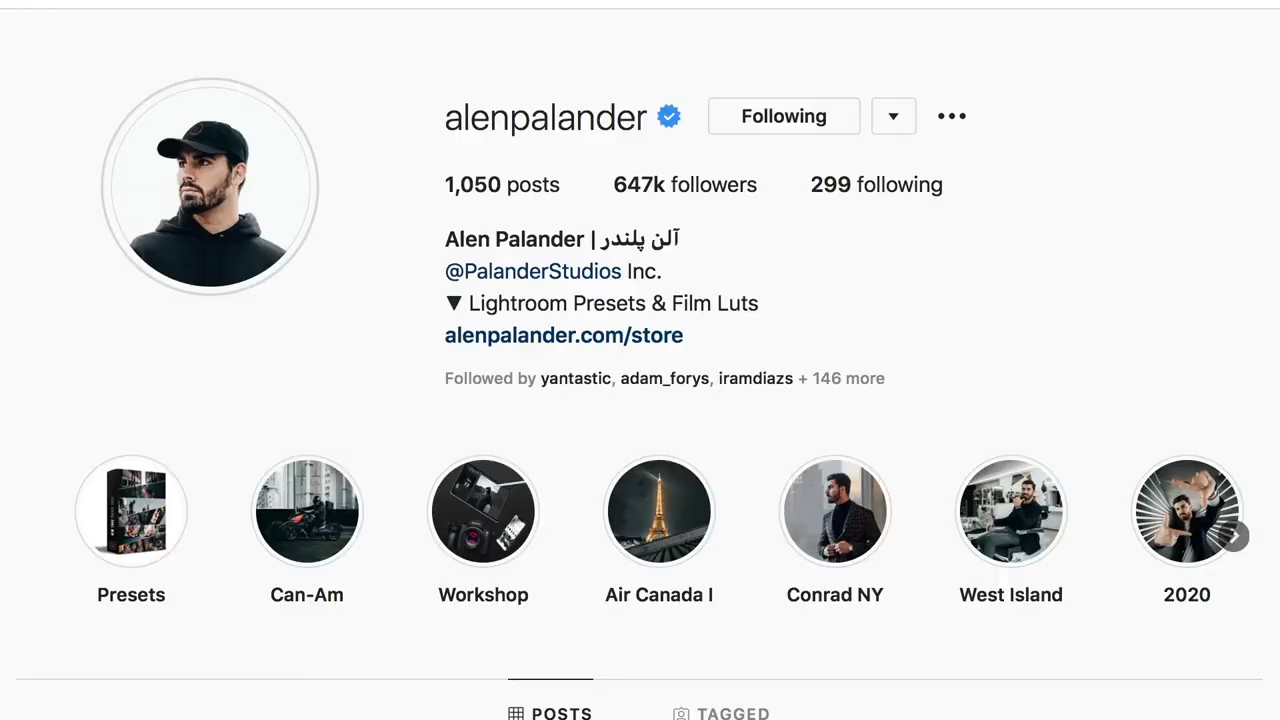 alenpalander Following
1,050 posts 647k followers 299 following
Alen Palander | آلن پلندر
@PalanderStudios Inc.
▼ Lightroom Presets & Film Luts
alenpalander.com/store
Followed by yantastic, adam_forys, iramdiazs + 146 more
Presets Can-Am Workshop Air Canada I Conrad NY West Island 2020
POSTS TAGGED